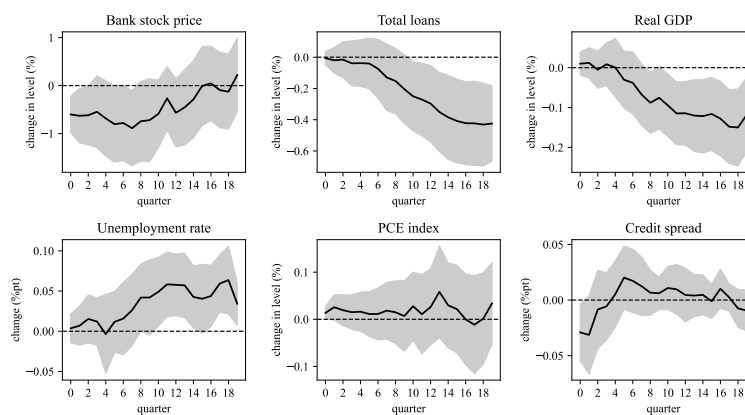 Bank stock price
change in level (%)
1
0
−1
0 2 4 6 8 10 12 14 16 18
quarter
Total loans
change in level (%)
0.0
−0.2
−0.4
−0.6
0 2 4 6 8 10 12 14 16 18
quarter
Real GDP
change in level (%)
0.0
−0.1
−0.2
0 2 4 6 8 10 12 14 16 18
quarter
Unemployment rate
change (%pt)
0.10
0.05
0.00
−0.05
0 2 4 6 8 10 12 14 16 18
quarter
PCE index
change in level (%)
0.1
0.0
−0.1
0 2 4 6 8 10 12 14 16 18
quarter
Credit spread
change (%pt)
0.05
0.00
−0.05
0 2 4 6 8 10 12 14 16 18
quarter